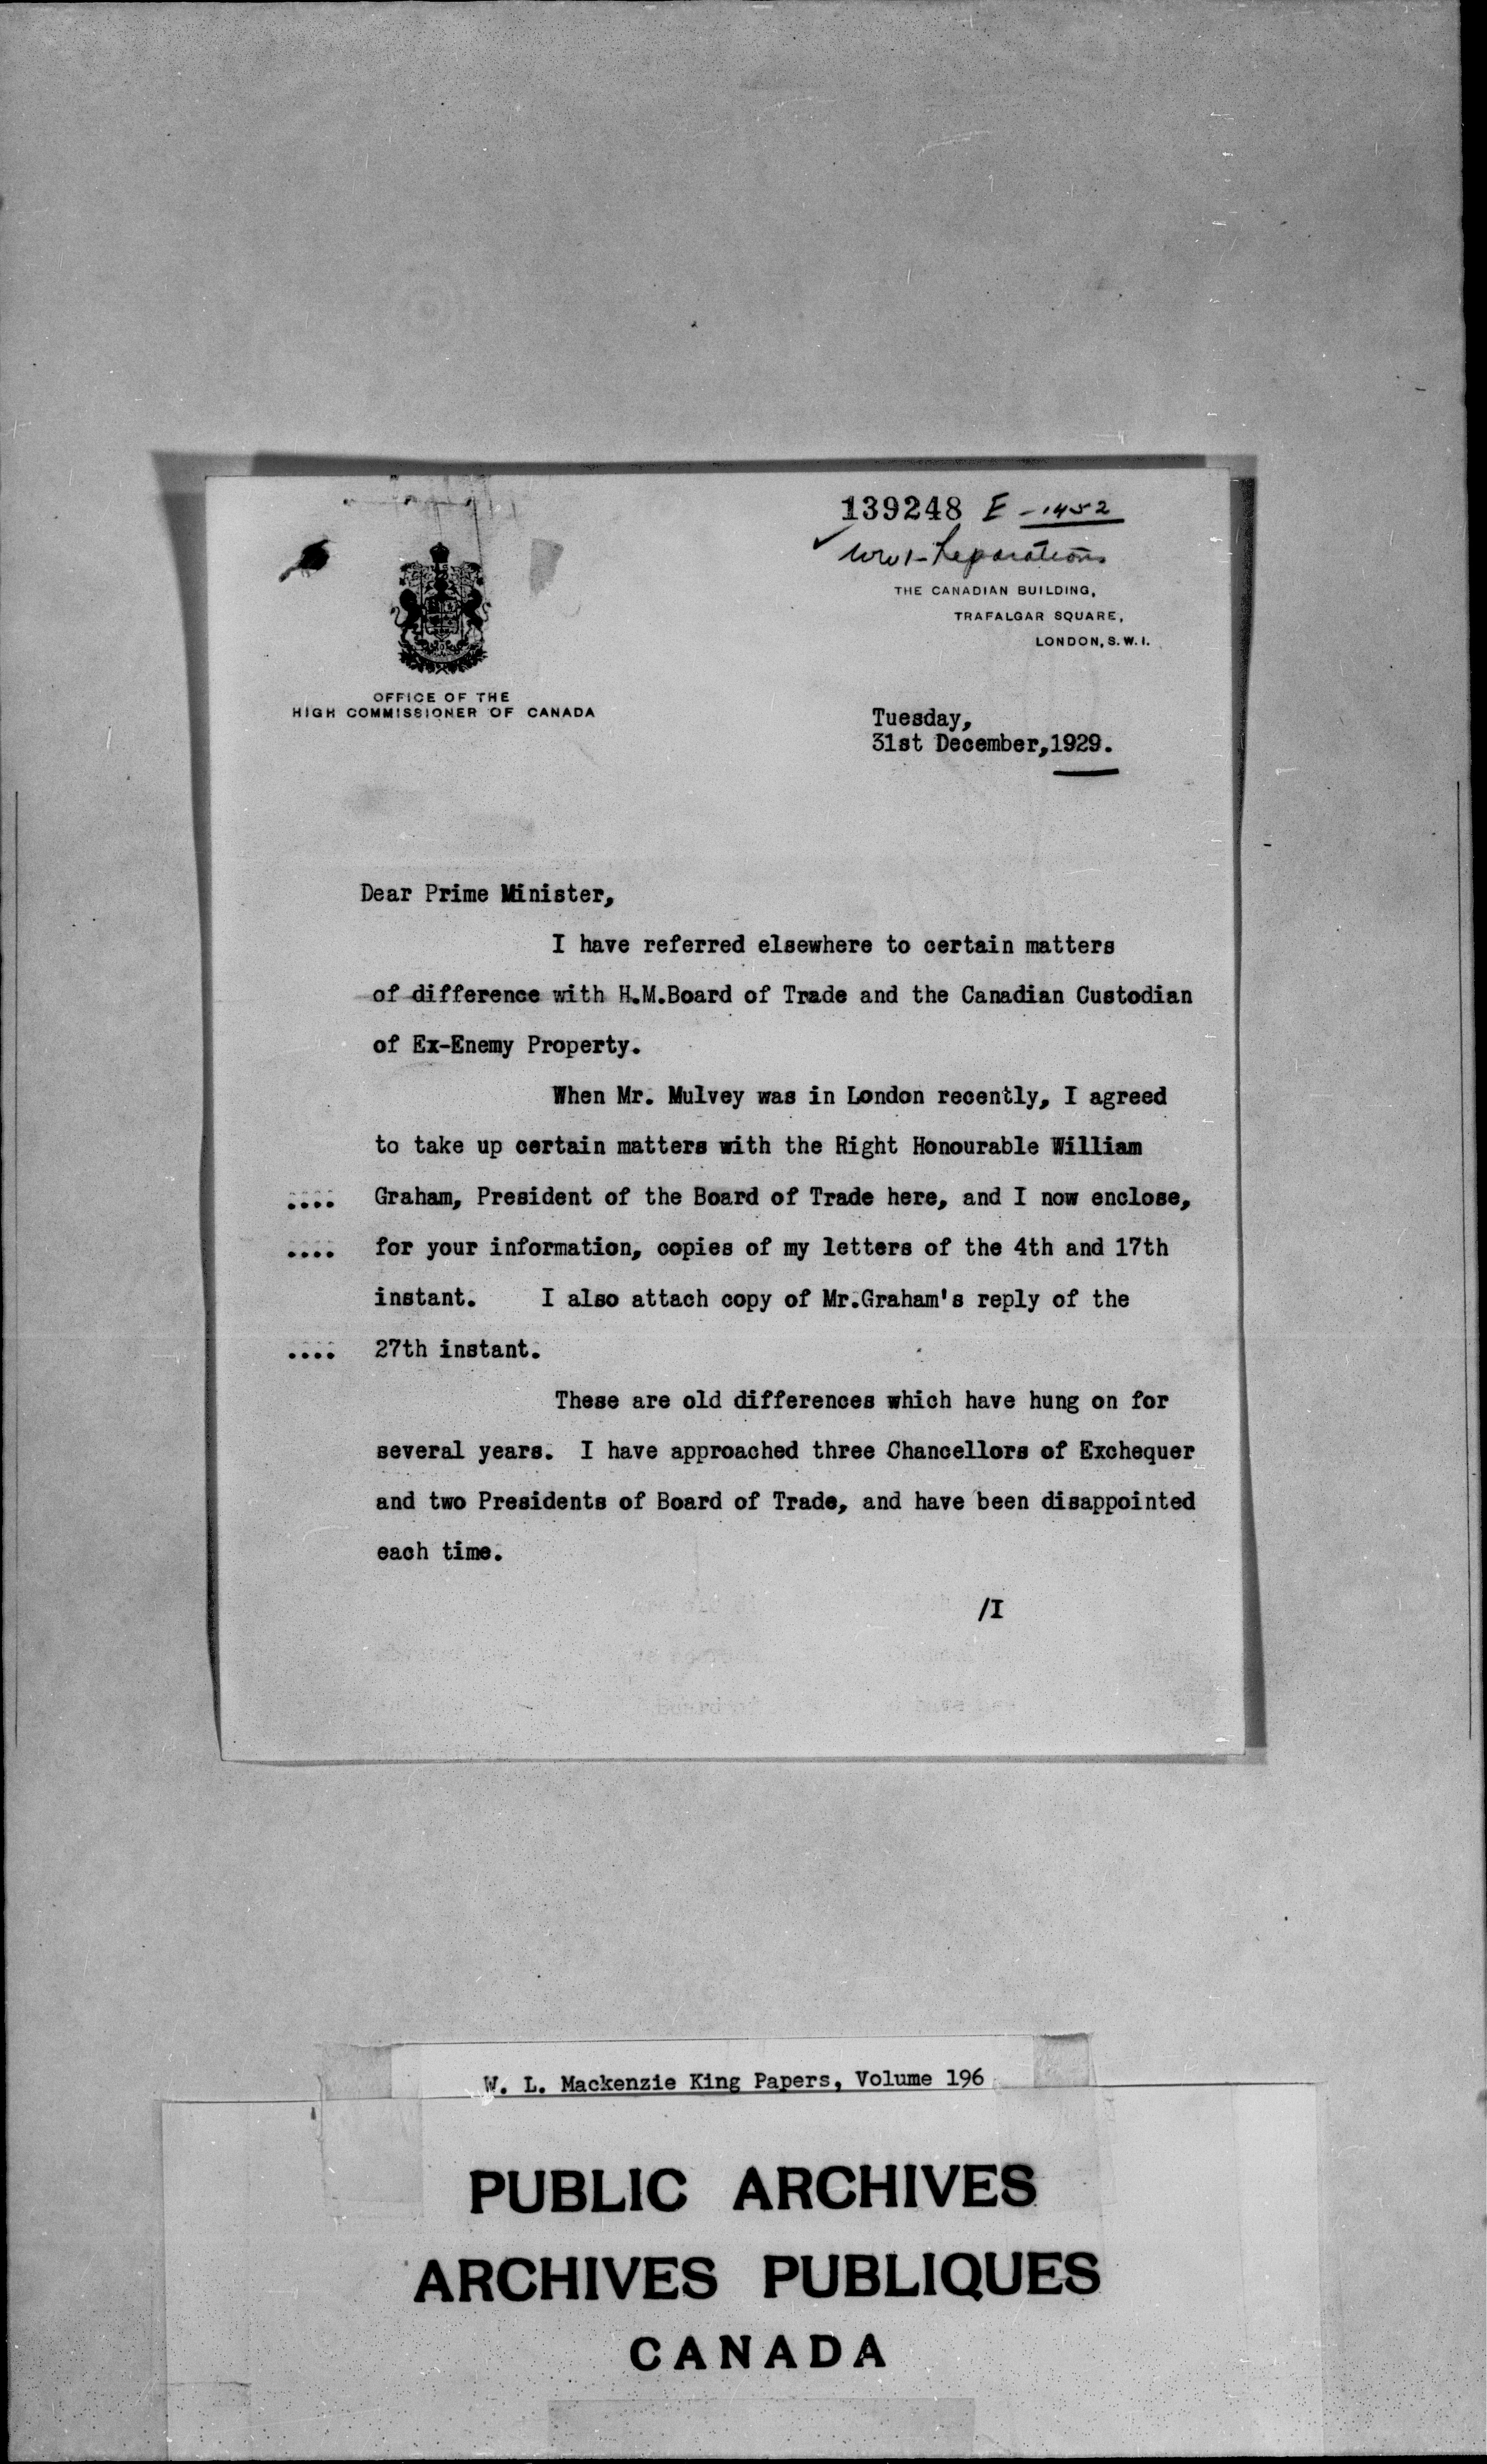 139248 E-1452
WW1-Reparations
THE CANADIAN BUILDING,
TRAFALGAR SQUARE,
LONDON, S.W.1.
OFFICE OF THE
HIGH COMMISSIONER OF CANADA
Tuesday,
31st December,1929.
Dear Prime Minister,
I have referred elsewhere to certain matters
of difference with H.M.Board of Trade and the Canadian Custodian
of Ex-Enemy Property.
When Mr. Mulvey was in London recently, I agreed
to take up certain matters with the Right Honourable William
.... Graham, President of the Board of Trade here, and I now enclose,
.... for your information, copies of my letters of the 4th and 17th
instant. I also attach copy of Mr.Graham's reply of the
.... 27th instant.
These are old differences which have hung on for
several years. I have approached three Chancellors of Exchequer
and two Presidents of Board of Trade, and have been disappointed
each time.
/I
W. L. Mackenzie King Papers, Volume 196
PUBLIC ARCHIVES
ARCHIVES PUBLIQUES
CANADA